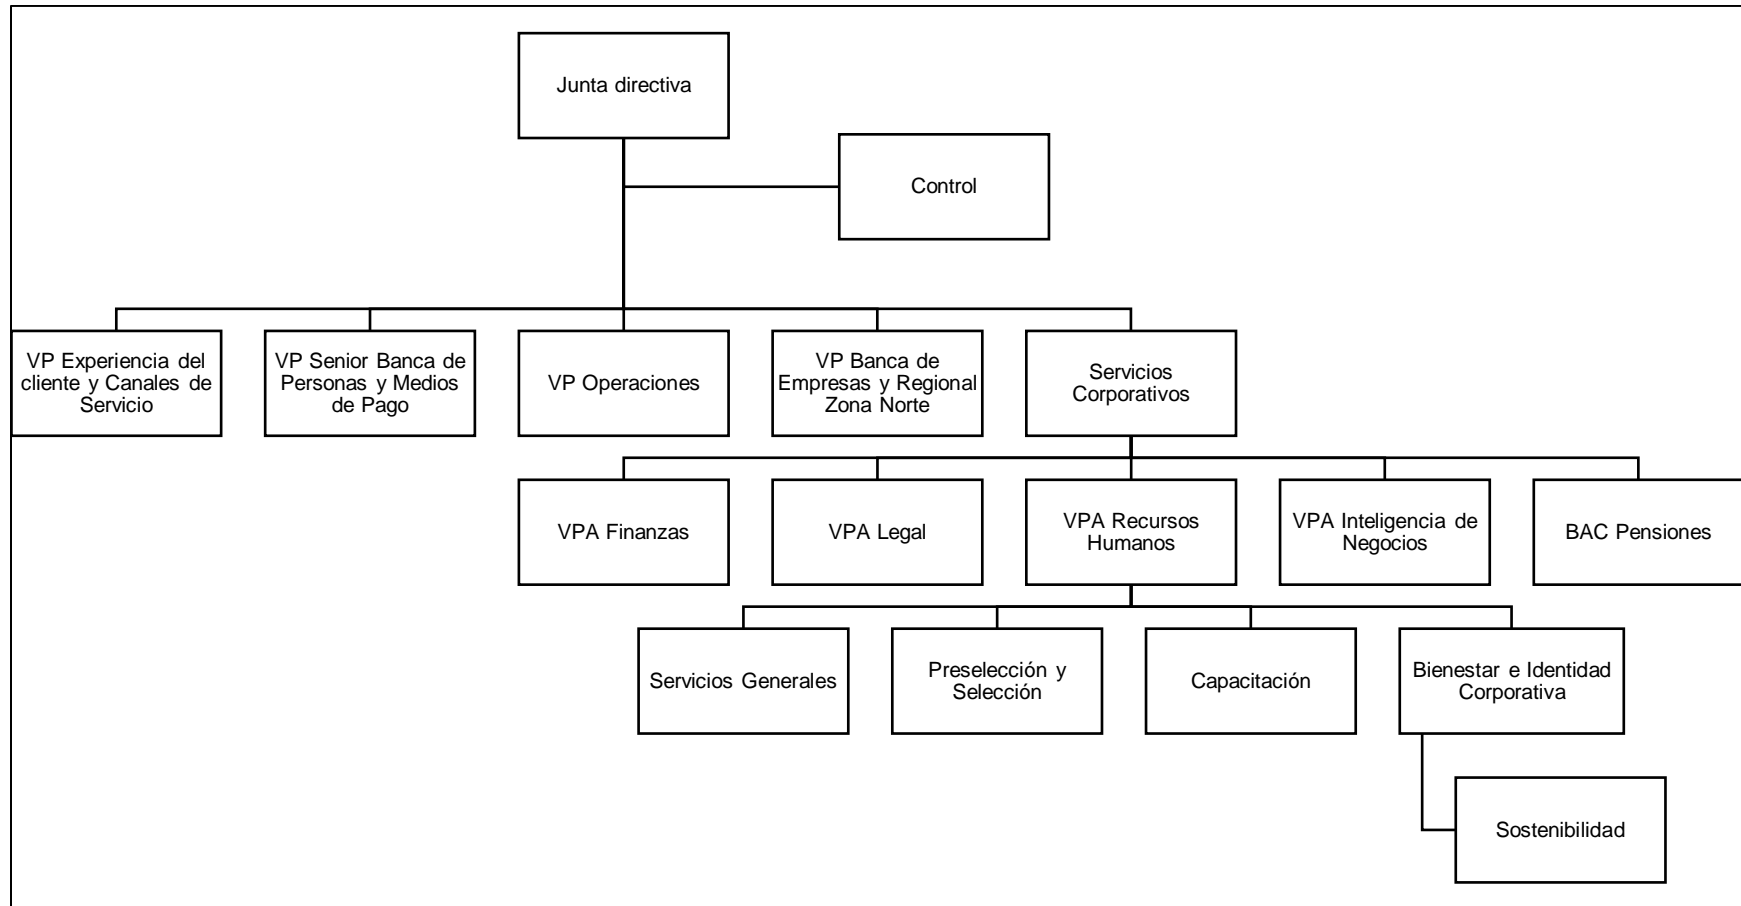 Junta directiva
Control
VP Experiencia del
cliente y Canales de
Servicio
VP Senior Banca de
Personas y Medios
de Pago
VP Operaciones
VP Banca de
Empresas y Regional
Zona Norte
Servicios
Corporativos
VPA Finanzas
VPA Legal
VPA Recursos
Humanos
VPA Inteligencia de
Negocios
BAC Pensiones
Servicios Generales
Preselección y
Selección
Capacitación
Bienestar e Identidad
Corporativa
Sostenibilidad